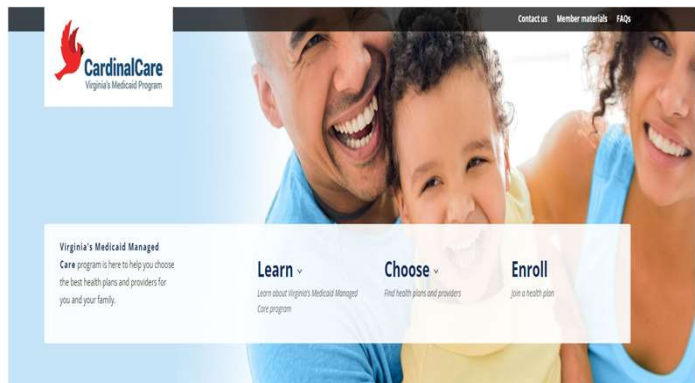 Contact us Member materials FAQs
CardinalCare
Virginia's Medicaid Program
Virginia's Medicaid Managed
Care program is here to help you choose
the best health plans and providers for
you and your family.
Learn
Learn about Virginia's Medicaid Managed
Care program
Choose
Find health plans and providers
Enroll
Join a health plan